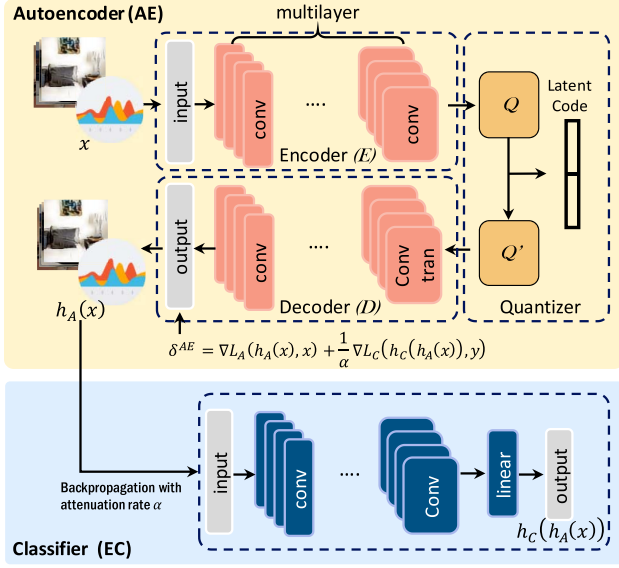 Autoencoder (AE)
multilayer
x
input
conv
....
conv
Encoder (E)
Q
Latent
Code
Q'
Quantizer
output
conv
....
Conv
tran
Decoder (D)
h_A(x)
δ^{AE} = ∇L_A(h_A(x), x) + \frac{1}{α}∇L_C(h_C(h_A(x)), y)
Backpropagation with
attenuation rate α
input
conv
....
Conv
linear
output
h_C(h_A(x))
Classifier (EC)